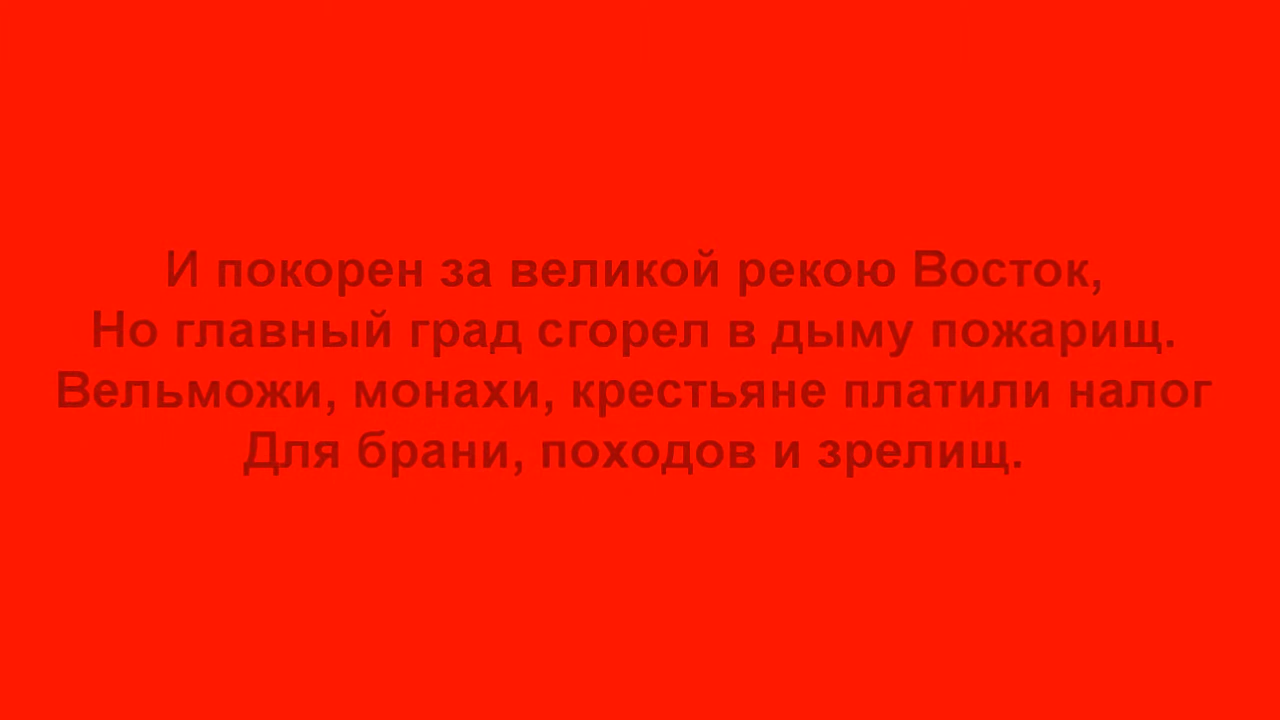 И покорен за великой рекою Восток,
Но главный град сгорел в дыму пожарищ.
Вельможи, монахи, крестьяне платили налог
Для брани, походов и зрелищ.